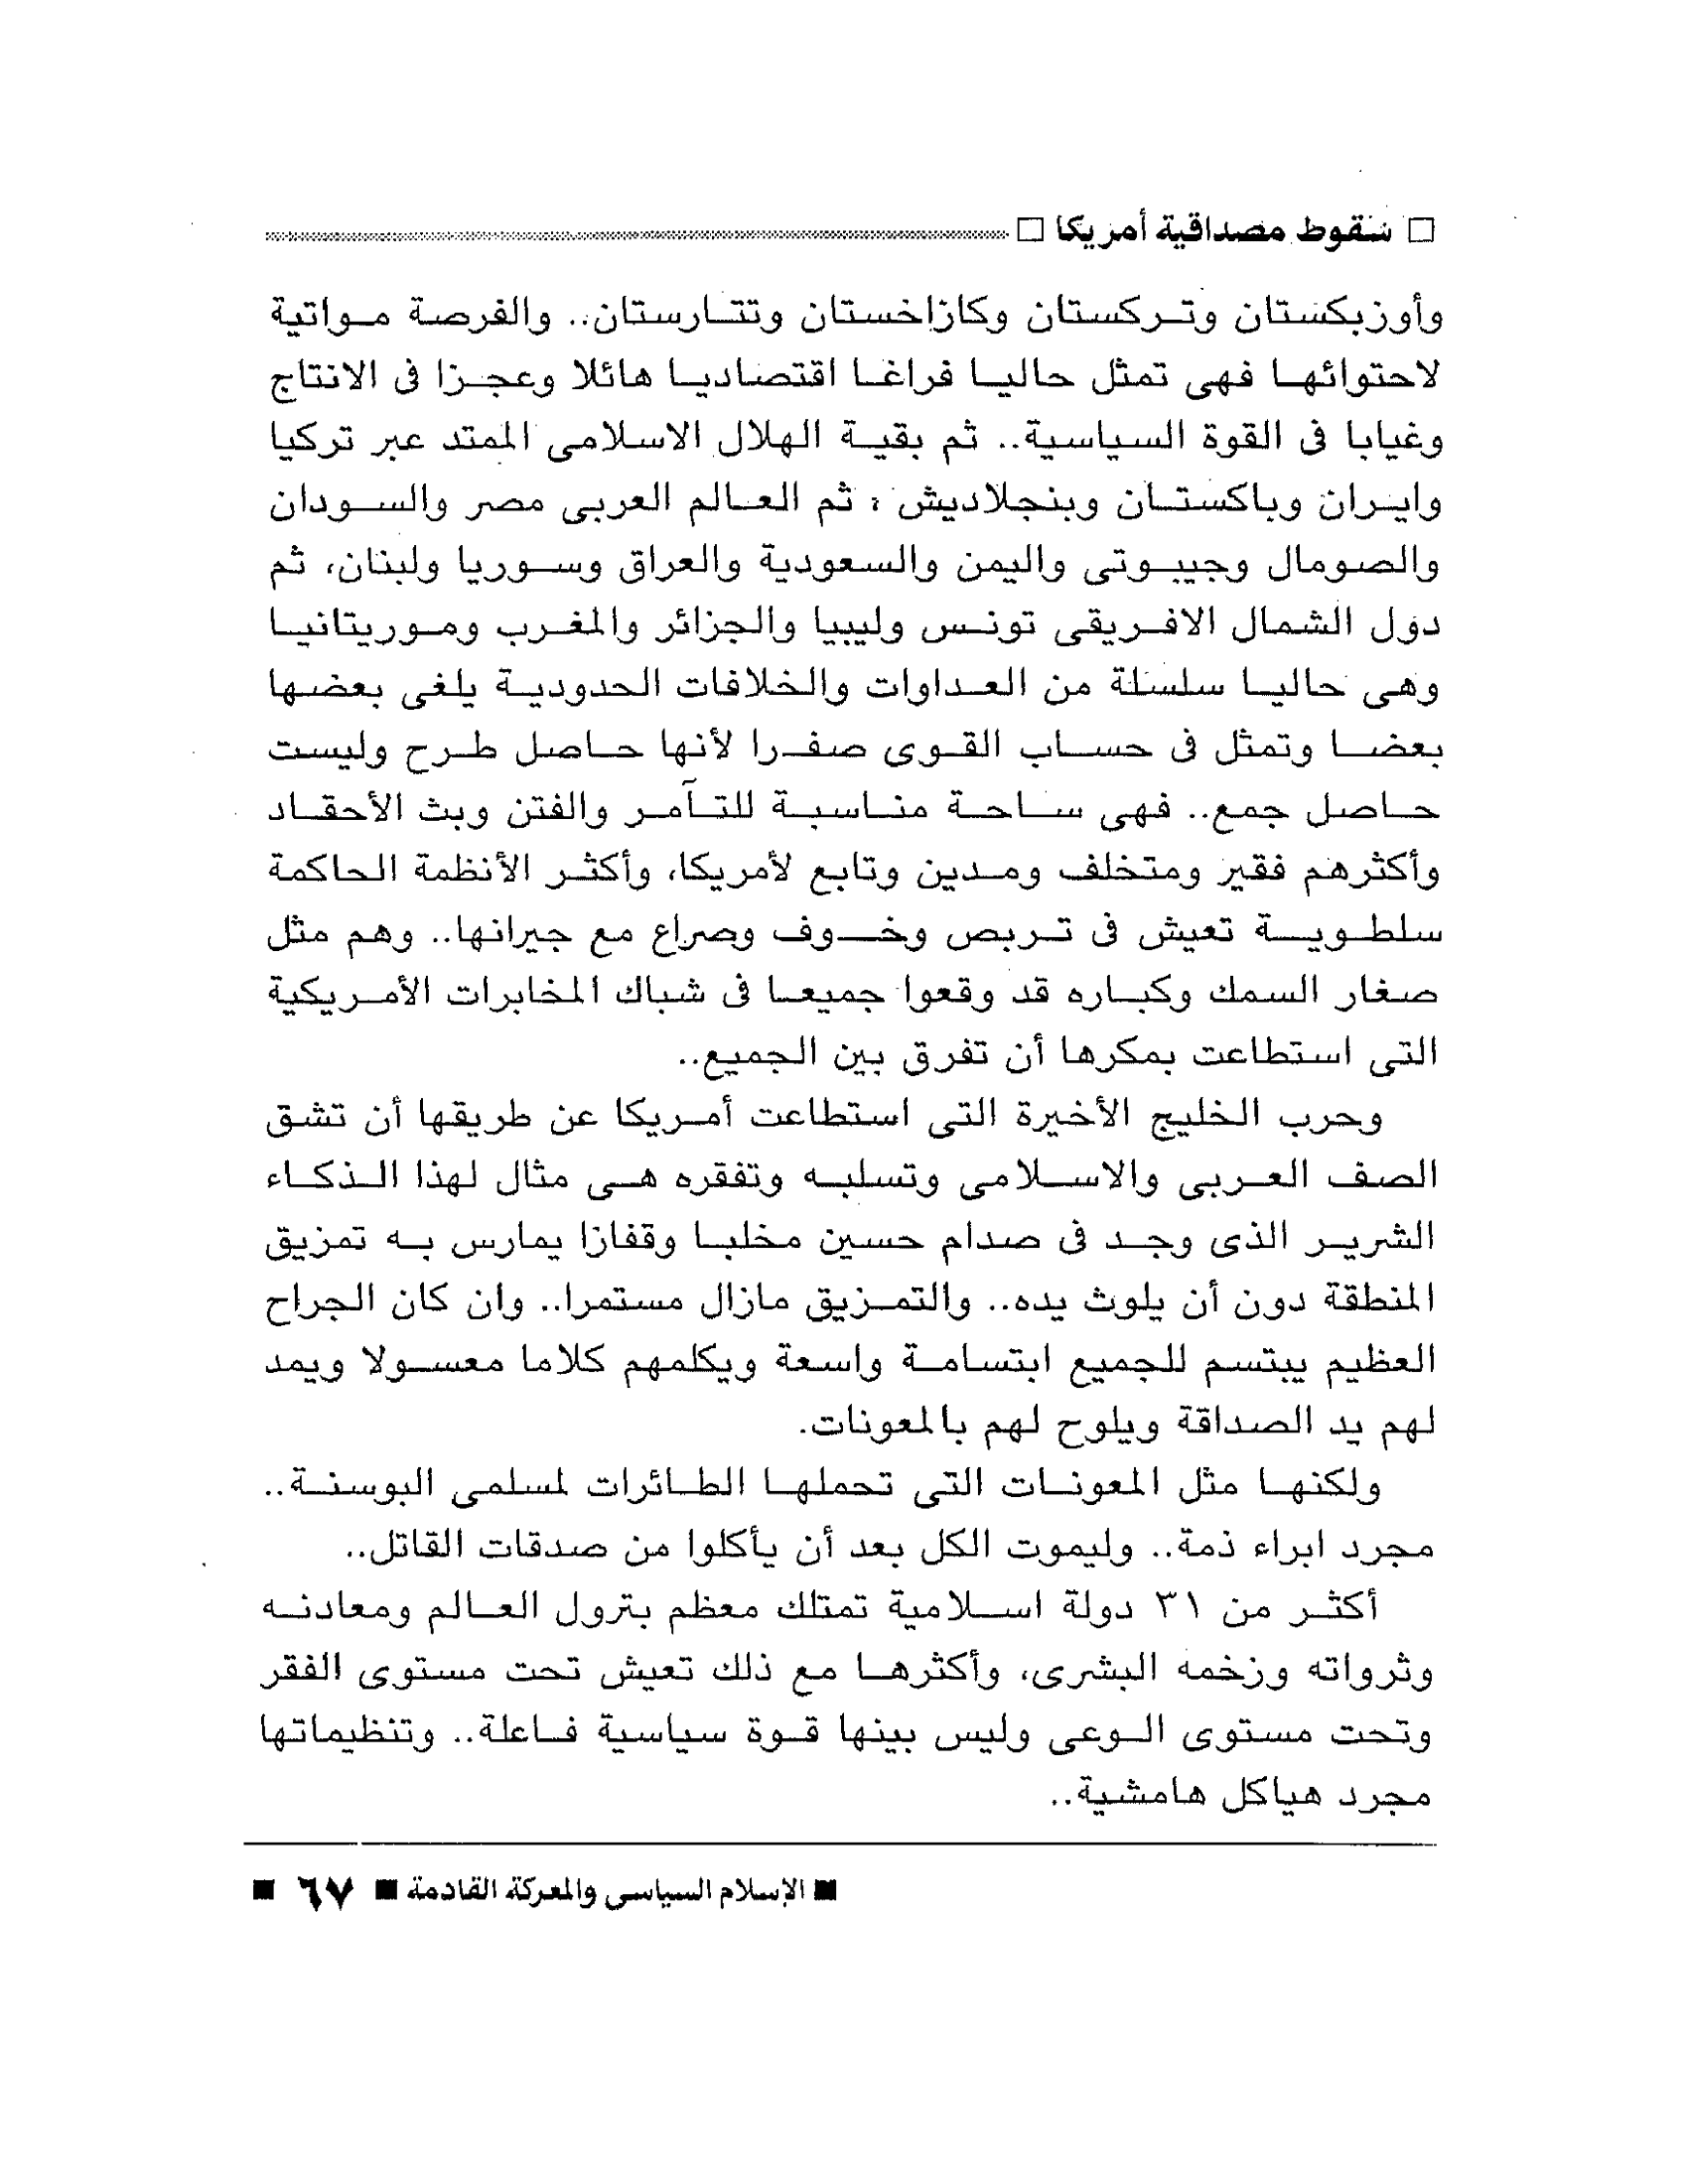 □ سقوط مصداقية أمريكا □
وأوزبكستان وتركستان وكازاخستان وتتارستان.. والفرصة مواتية
لاحتوائها فهى تمثل حاليا فراغا اقتصاديا هائلا وعجزا فى الانتاج
وغيابا فى القوة السياسية.. ثم بقية الهلال الاسلامى الممتد عبر تركيا
وايران وباكستان وبنجلاديش ، ثم العالم العربى مصر والسودان
والصومال وجيبوتى واليمن والسعودية والعراق وسوريا ولبنان، ثم
دول الشمال الافريقى تونس وليبيا والجزائر والمغرب وموريتانيا
وهى حاليا سلسلة من العداوات والخلافات الحدودية يلغى بعضها
بعضا وتمثل فى حساب القوى صفرا لأنها حاصل طرح وليست
حاصل جمع.. فهى ساحة مناسبة للتآمر والفتن وبث الأحقاد
وأكثرهم فقير ومتخلف ومدين وتابع لأمريكا، وأكثر الأنظمة الحاكمة
سلطوية تعيش فى تربص وخوف وصراع مع جيرانها.. وهم مثل
صغار السمك وكباره قد وقعوا جميعا فى شباك المخابرات الأمريكية
التى استطاعت بمكرها أن تفرق بين الجميع..
وحرب الخليج الأخيرة التى استطاعت أمريكا عن طريقها أن تشق
الصف العربى والاسلامى وتسلبه وتفقره هى مثال لهذا الذكاء
الشرير الذى وجد فى صدام حسين مخلبا وقفازا يمارس به تمزيق
المنطقة دون أن يلوث يده.. والتمزيق مازال مستمرا.. وان كان الجراح
العظيم يبتسم للجميع ابتسامة واسعة ويكلمهم كلاما معسولا ويمد
لهم يد الصداقة ويلوح لهم بالمعونات.
ولكنها مثل المعونات التى تحملها الطائرات لمسلمى البوسنة..
مجرد ابراء ذمة.. وليموت الكل بعد أن يأكلوا من صدقات القاتل..
أكثر من ٣١ دولة اسلامية تمتلك معظم بترول العالم ومعادنه
وثرواته وزخمه البشرى، وأكثرها مع ذلك تعيش تحت مستوى الفقر
وتحت مستوى الوعى وليس بينها قوة سياسية فاعلة.. وتنظيماتها
مجرد هياكل هامشية..
■ الإسلام السياسى والمعركة القادمة ■ ٦٧ ■